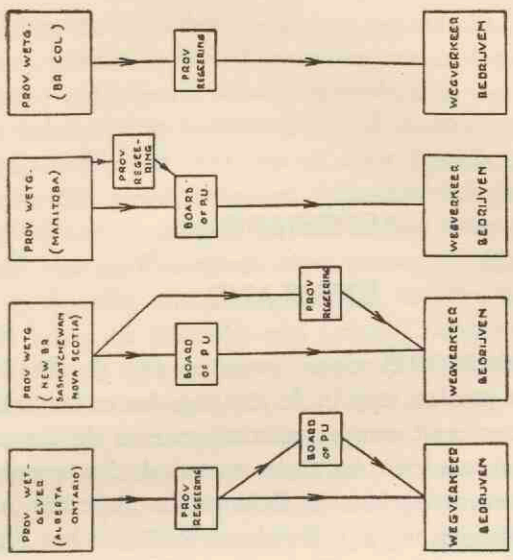 PROV WETG.
(BR COL)
PROV
REGEERING
WEGVERKEER
BEDRIJVEN
PROV WETG.
(MANITOBA)
PROV
REGEE-
RING
BOARD
OF P.U.
WEGVERKEER
BEDRIJVEN
PROV WETG
(NEW BR
SASKATCHEWAN
NOVA SCOTIA)
BOARD
OF P U
PROV
REGEERING
WEGVERKEER
BEDRIJVEN
PROV WET-
GEVER
(ALBERTA
ONTARIO)
PROV
REGEERING
BOARD
OF PU
WEGVERKEER
BEDRIJVEN